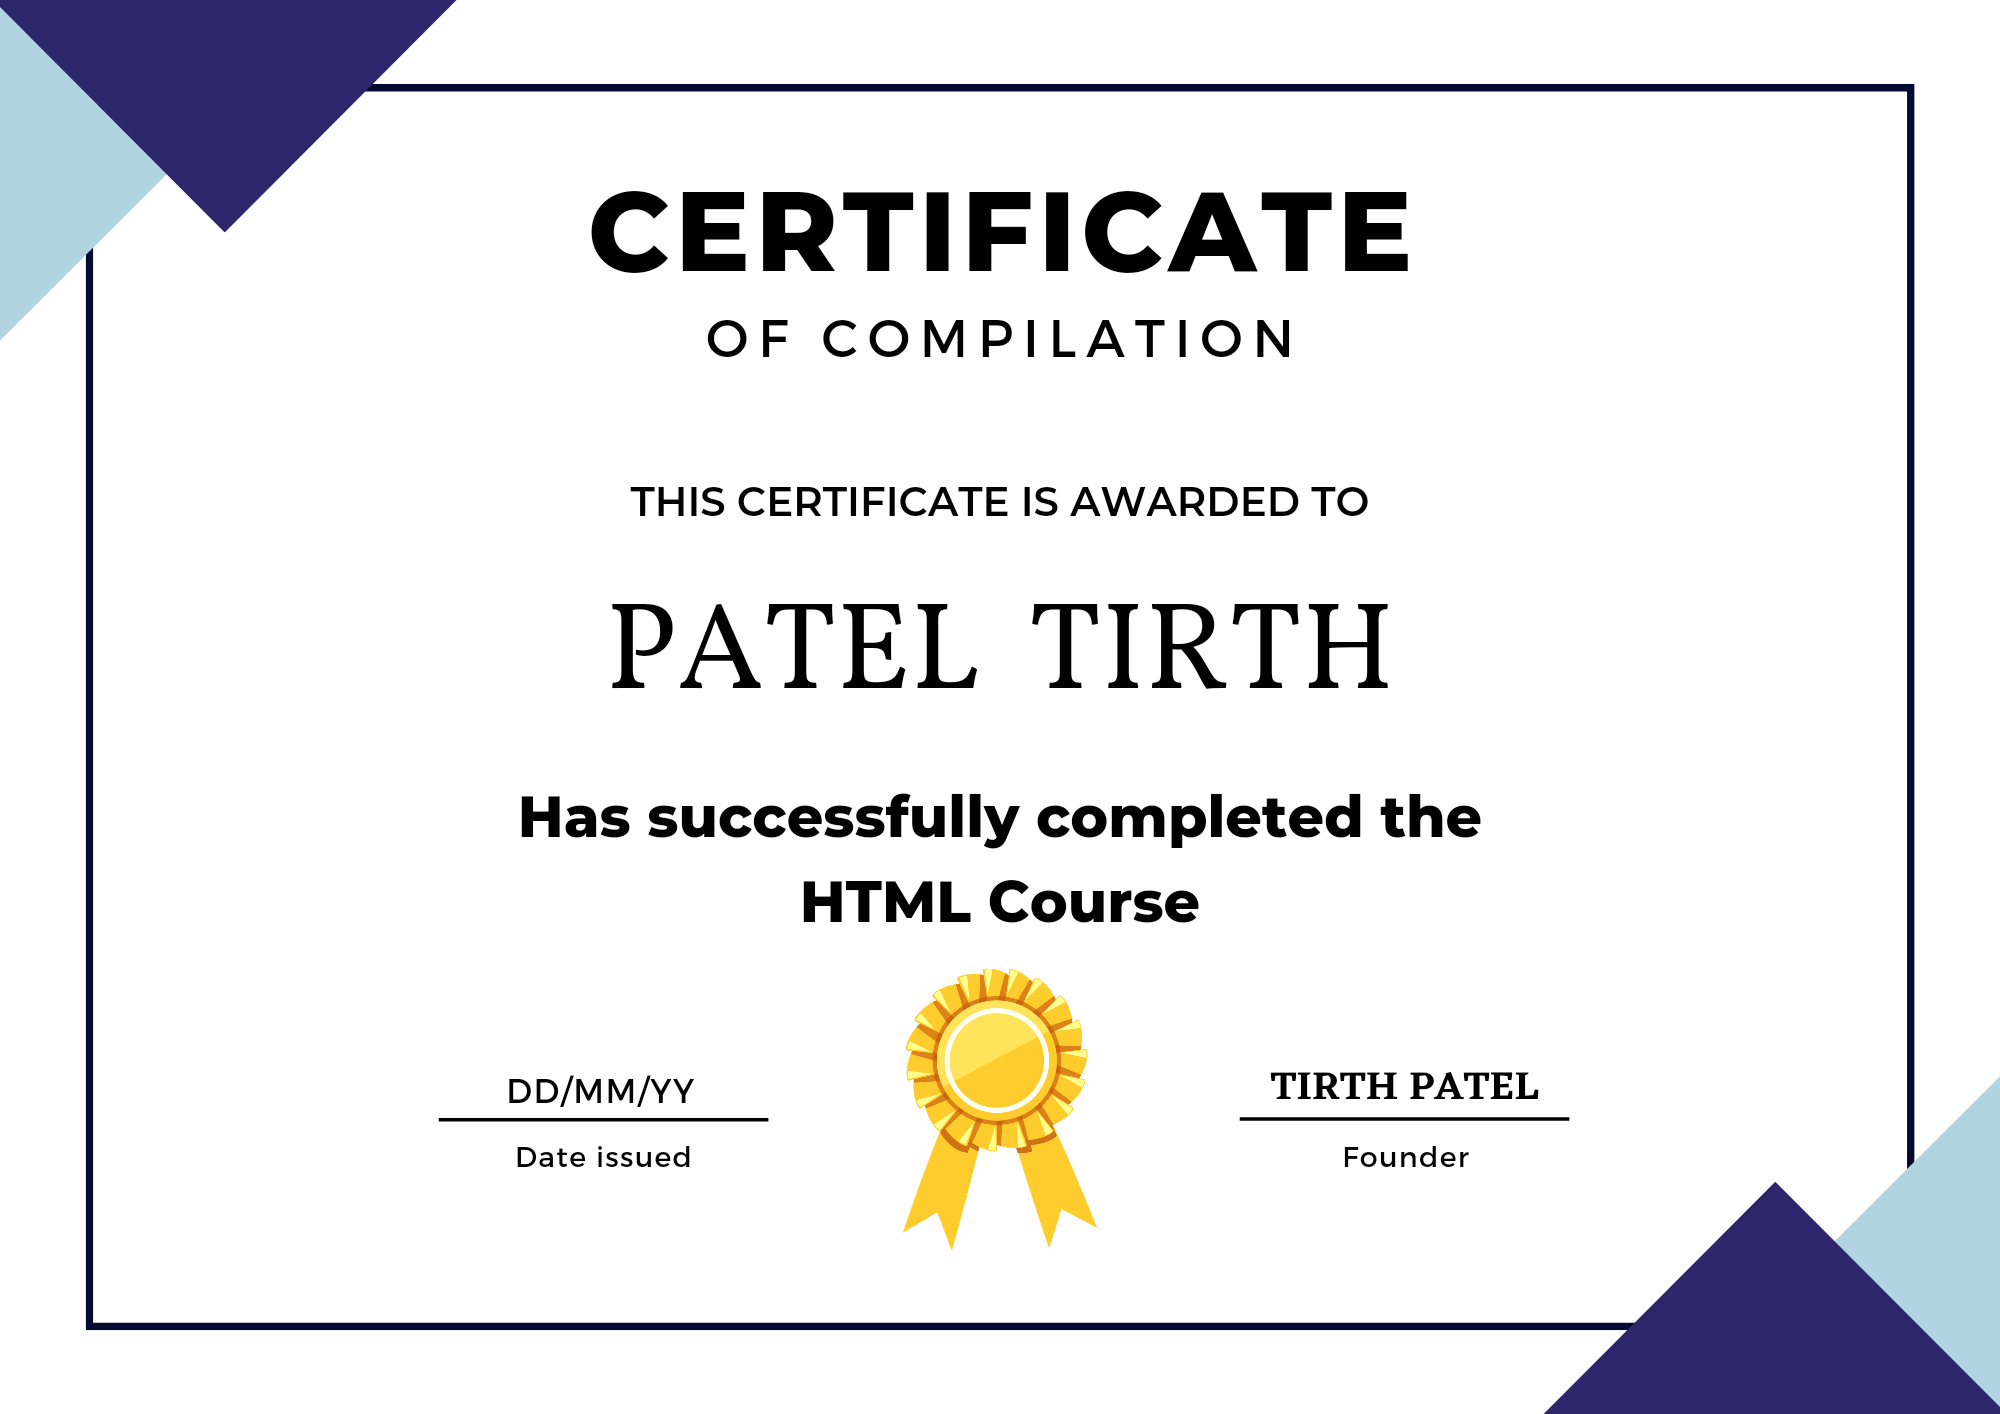 CERTIFICATE
OF COMPILATION
THIS CERTIFICATE IS AWARDED TO
PATEL TIRTH
Has successfully completed the
HTML Course
DD/MM/YY
Date issued
TIRTH PATEL
Founder